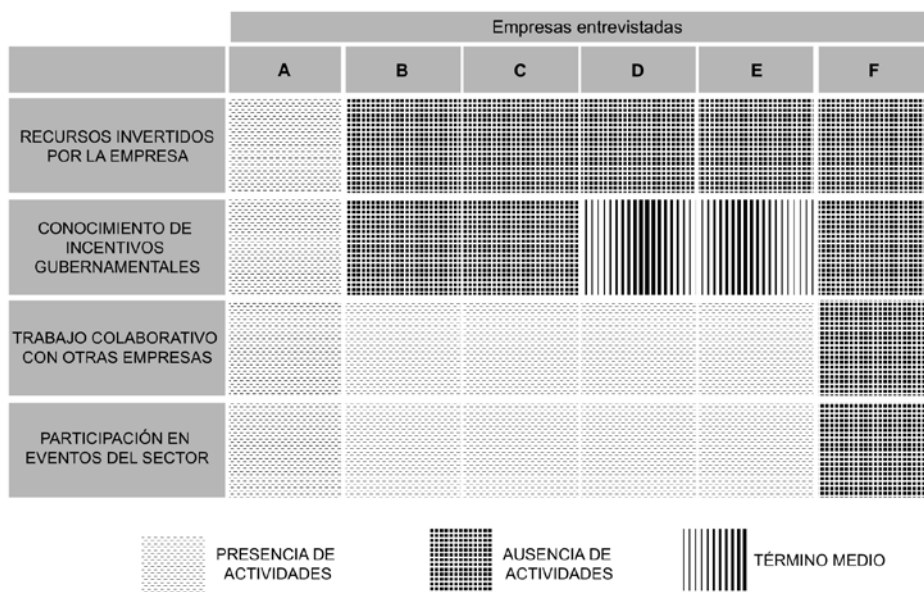 Empresas entrevistadas
A B C D E F
RECURSOS INVERTIDOS
POR LA EMPRESA
CONOCIMIENTO DE
INCENTIVOS
GUBERNAMENTALES
TRABAJO COLABORATIVO
CON OTRAS EMPRESAS
PARTICIPACIÓN EN
EVENTOS DEL SECTOR
PRESENCIA DE
ACTIVIDADES
AUSENCIA DE
ACTIVIDADES
TÉRMINO MEDIO